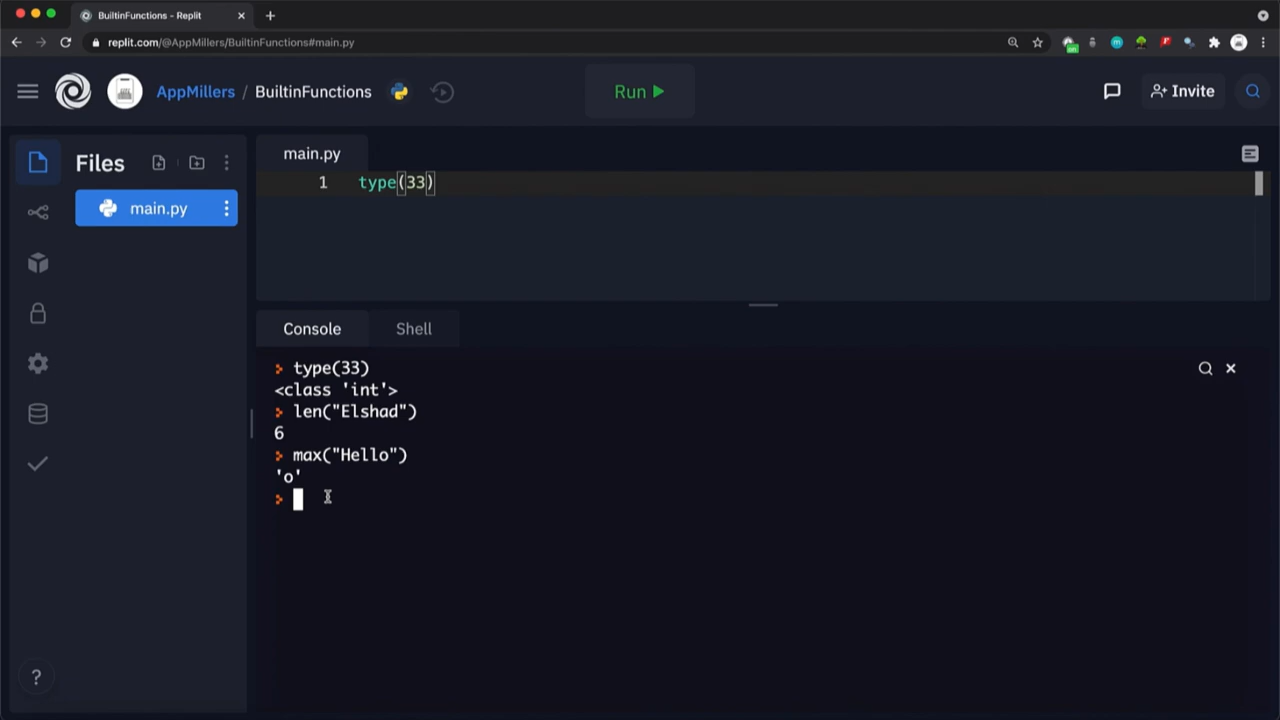 BuiltinFunctions - Replit
replit.com/@AppMillers/BuiltinFunctions#main.py
AppMillers / BuiltinFunctions
Run
Invite
Files
main.py
main.py
1 type(33)
Console Shell
type(33)
<class 'int'>
len("Elshad")
6
max("Hello")
'o'
?